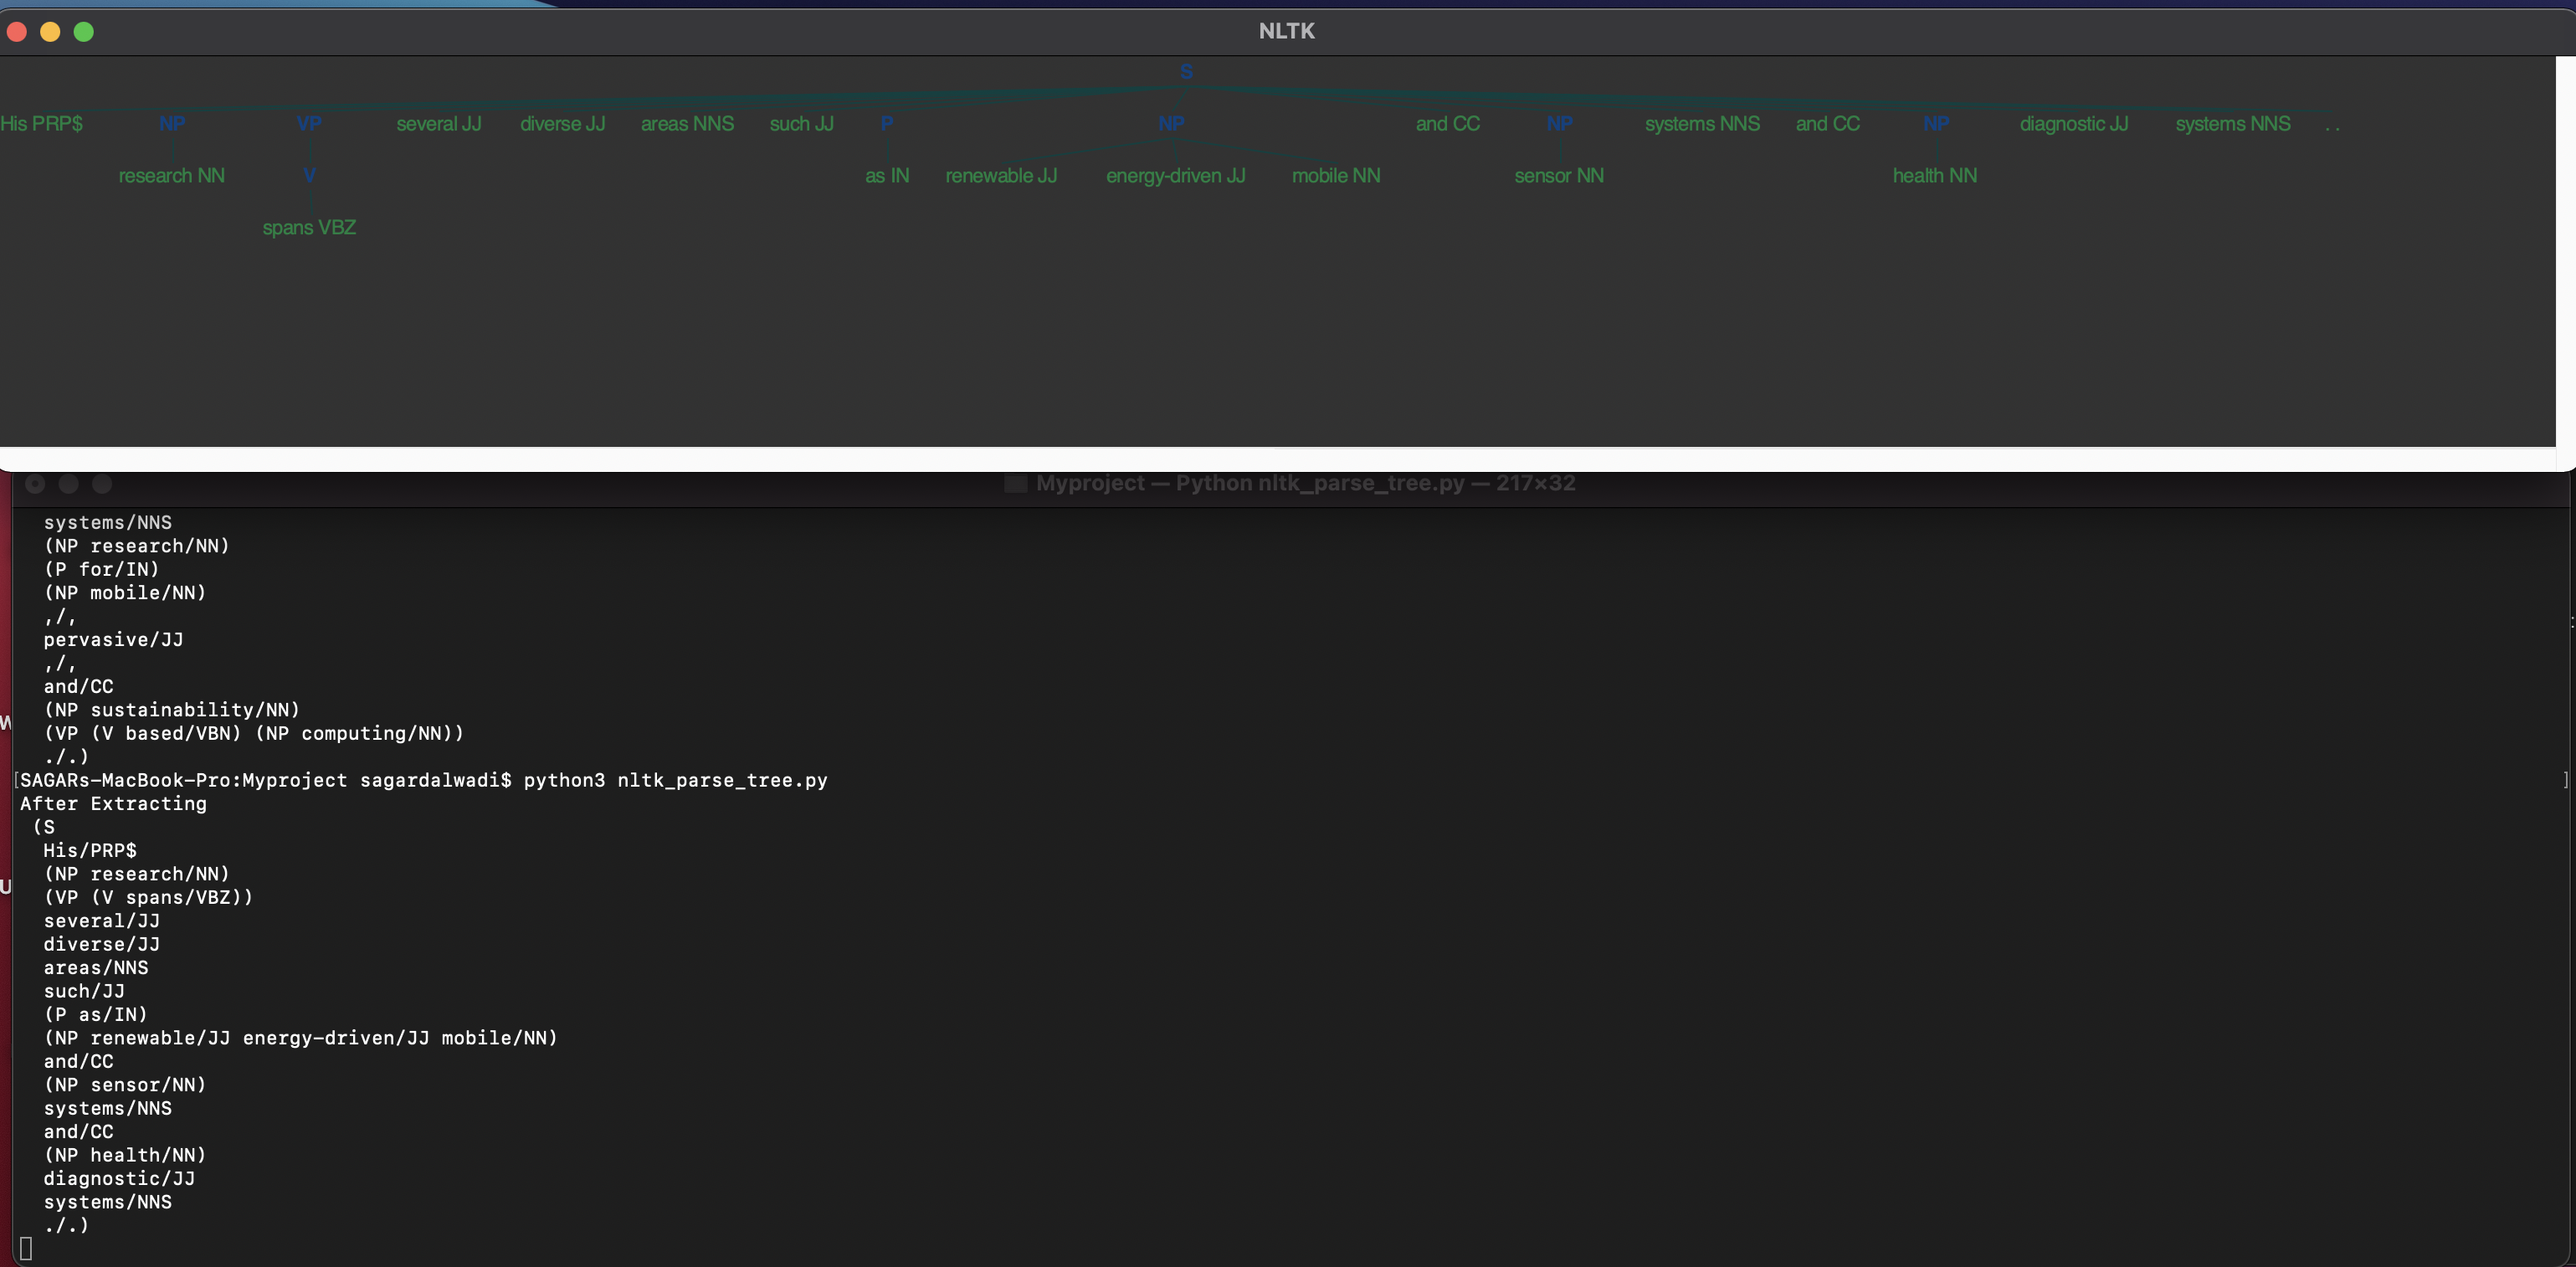 NLTK
S
His PRP$ NP VP several JJ diverse JJ areas NNS such JJ P NP and CC NP systems NNS and CC NP diagnostic JJ systems NNS . .
research NN V as IN renewable JJ energy-driven JJ mobile NN sensor NN health NN
spans VBZ
Myproject — Python nltk_parse_tree.py — 217×32
systems/NNS
(NP research/NN)
(P for/IN)
(NP mobile/NN)
,/,
pervasive/JJ
,/,
and/CC
(NP sustainability/NN)
(VP (V based/VBN) (NP computing/NN))
./.)
[SAGARs-MacBook-Pro:Myproject sagardalwadi$ python3 nltk_parse_tree.py ]
After Extracting
(S
His/PRP$
(NP research/NN)
(VP (V spans/VBZ))
several/JJ
diverse/JJ
areas/NNS
such/JJ
(P as/IN)
(NP renewable/JJ energy-driven/JJ mobile/NN)
and/CC
(NP sensor/NN)
systems/NNS
and/CC
(NP health/NN)
diagnostic/JJ
systems/NNS
./.)